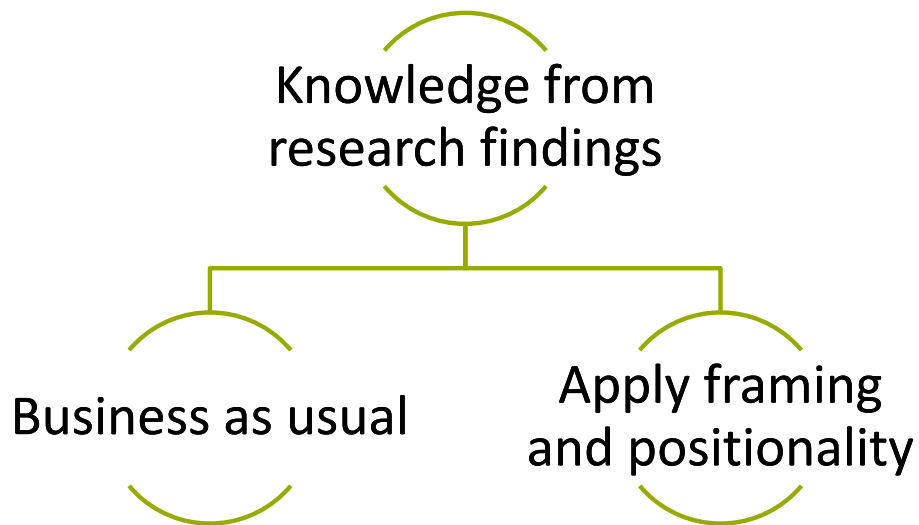 Knowledge from
research findings
Business as usual
Apply framing
and positionality